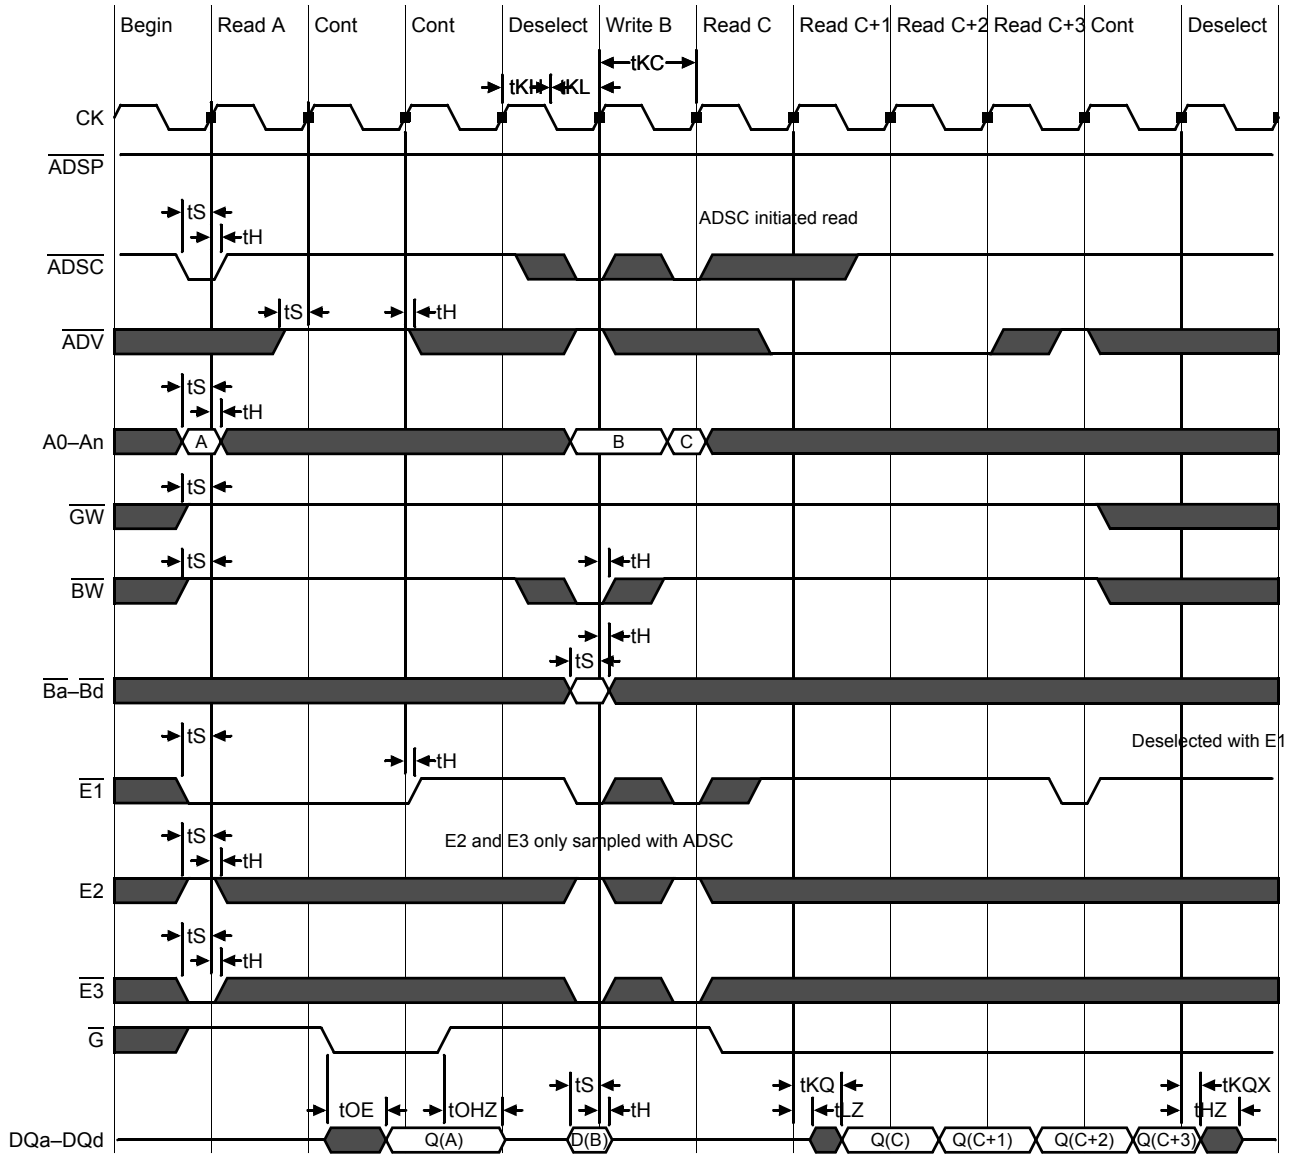 Begin Read A Cont Cont Deselect Write B Read C Read C+1 Read C+2 Read C+3 Cont Deselect
tKC
tKH tKL
CK
ADSP
tS
ADSC initiated read
tH
ADSC
tS tH
ADV
tS
tH
A0–An A B C
tS
GW
tS tH
BW
tH
tS
Ba–Bd
tS
Deselected with E1
tH
E1
tS
E2 and E3 only sampled with ADSC
tH
E2
tS
tH
E3
G
tS tKQ tKQX
tOE tOHZ tH tLZ tHZ
DQa–DQd Q(A) D(B) Q(C) Q(C+1) Q(C+2) Q(C+3)